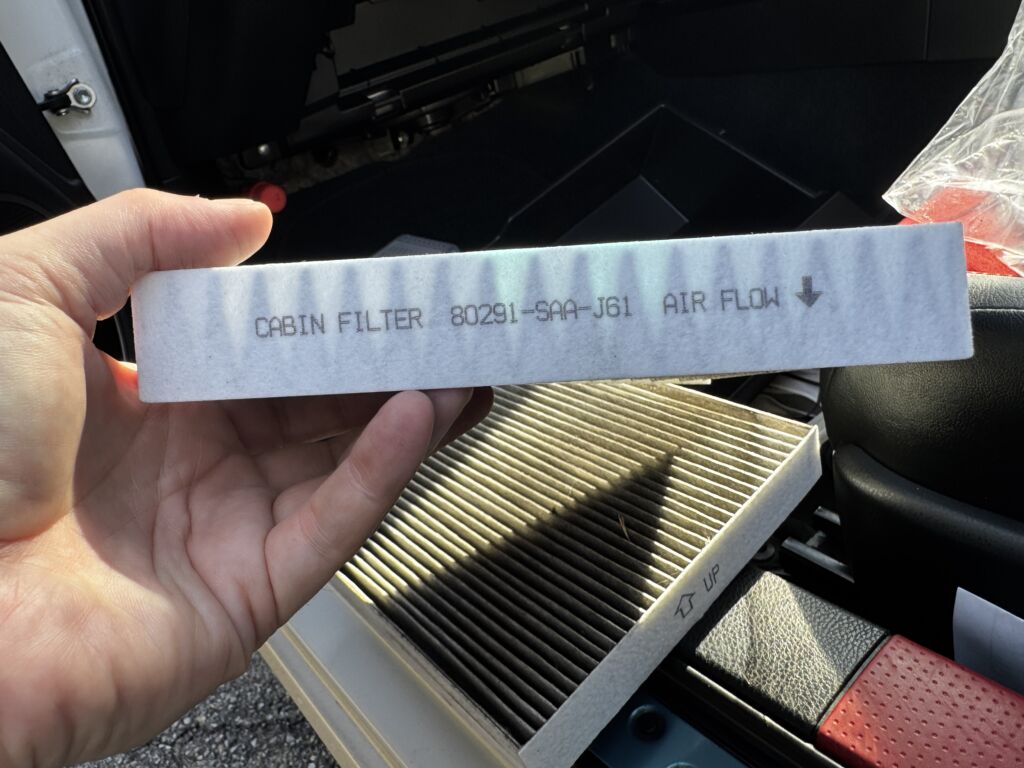 CABIN FILTER 80291-SAA-J61 AIR FLOW ↓
⇧ UP